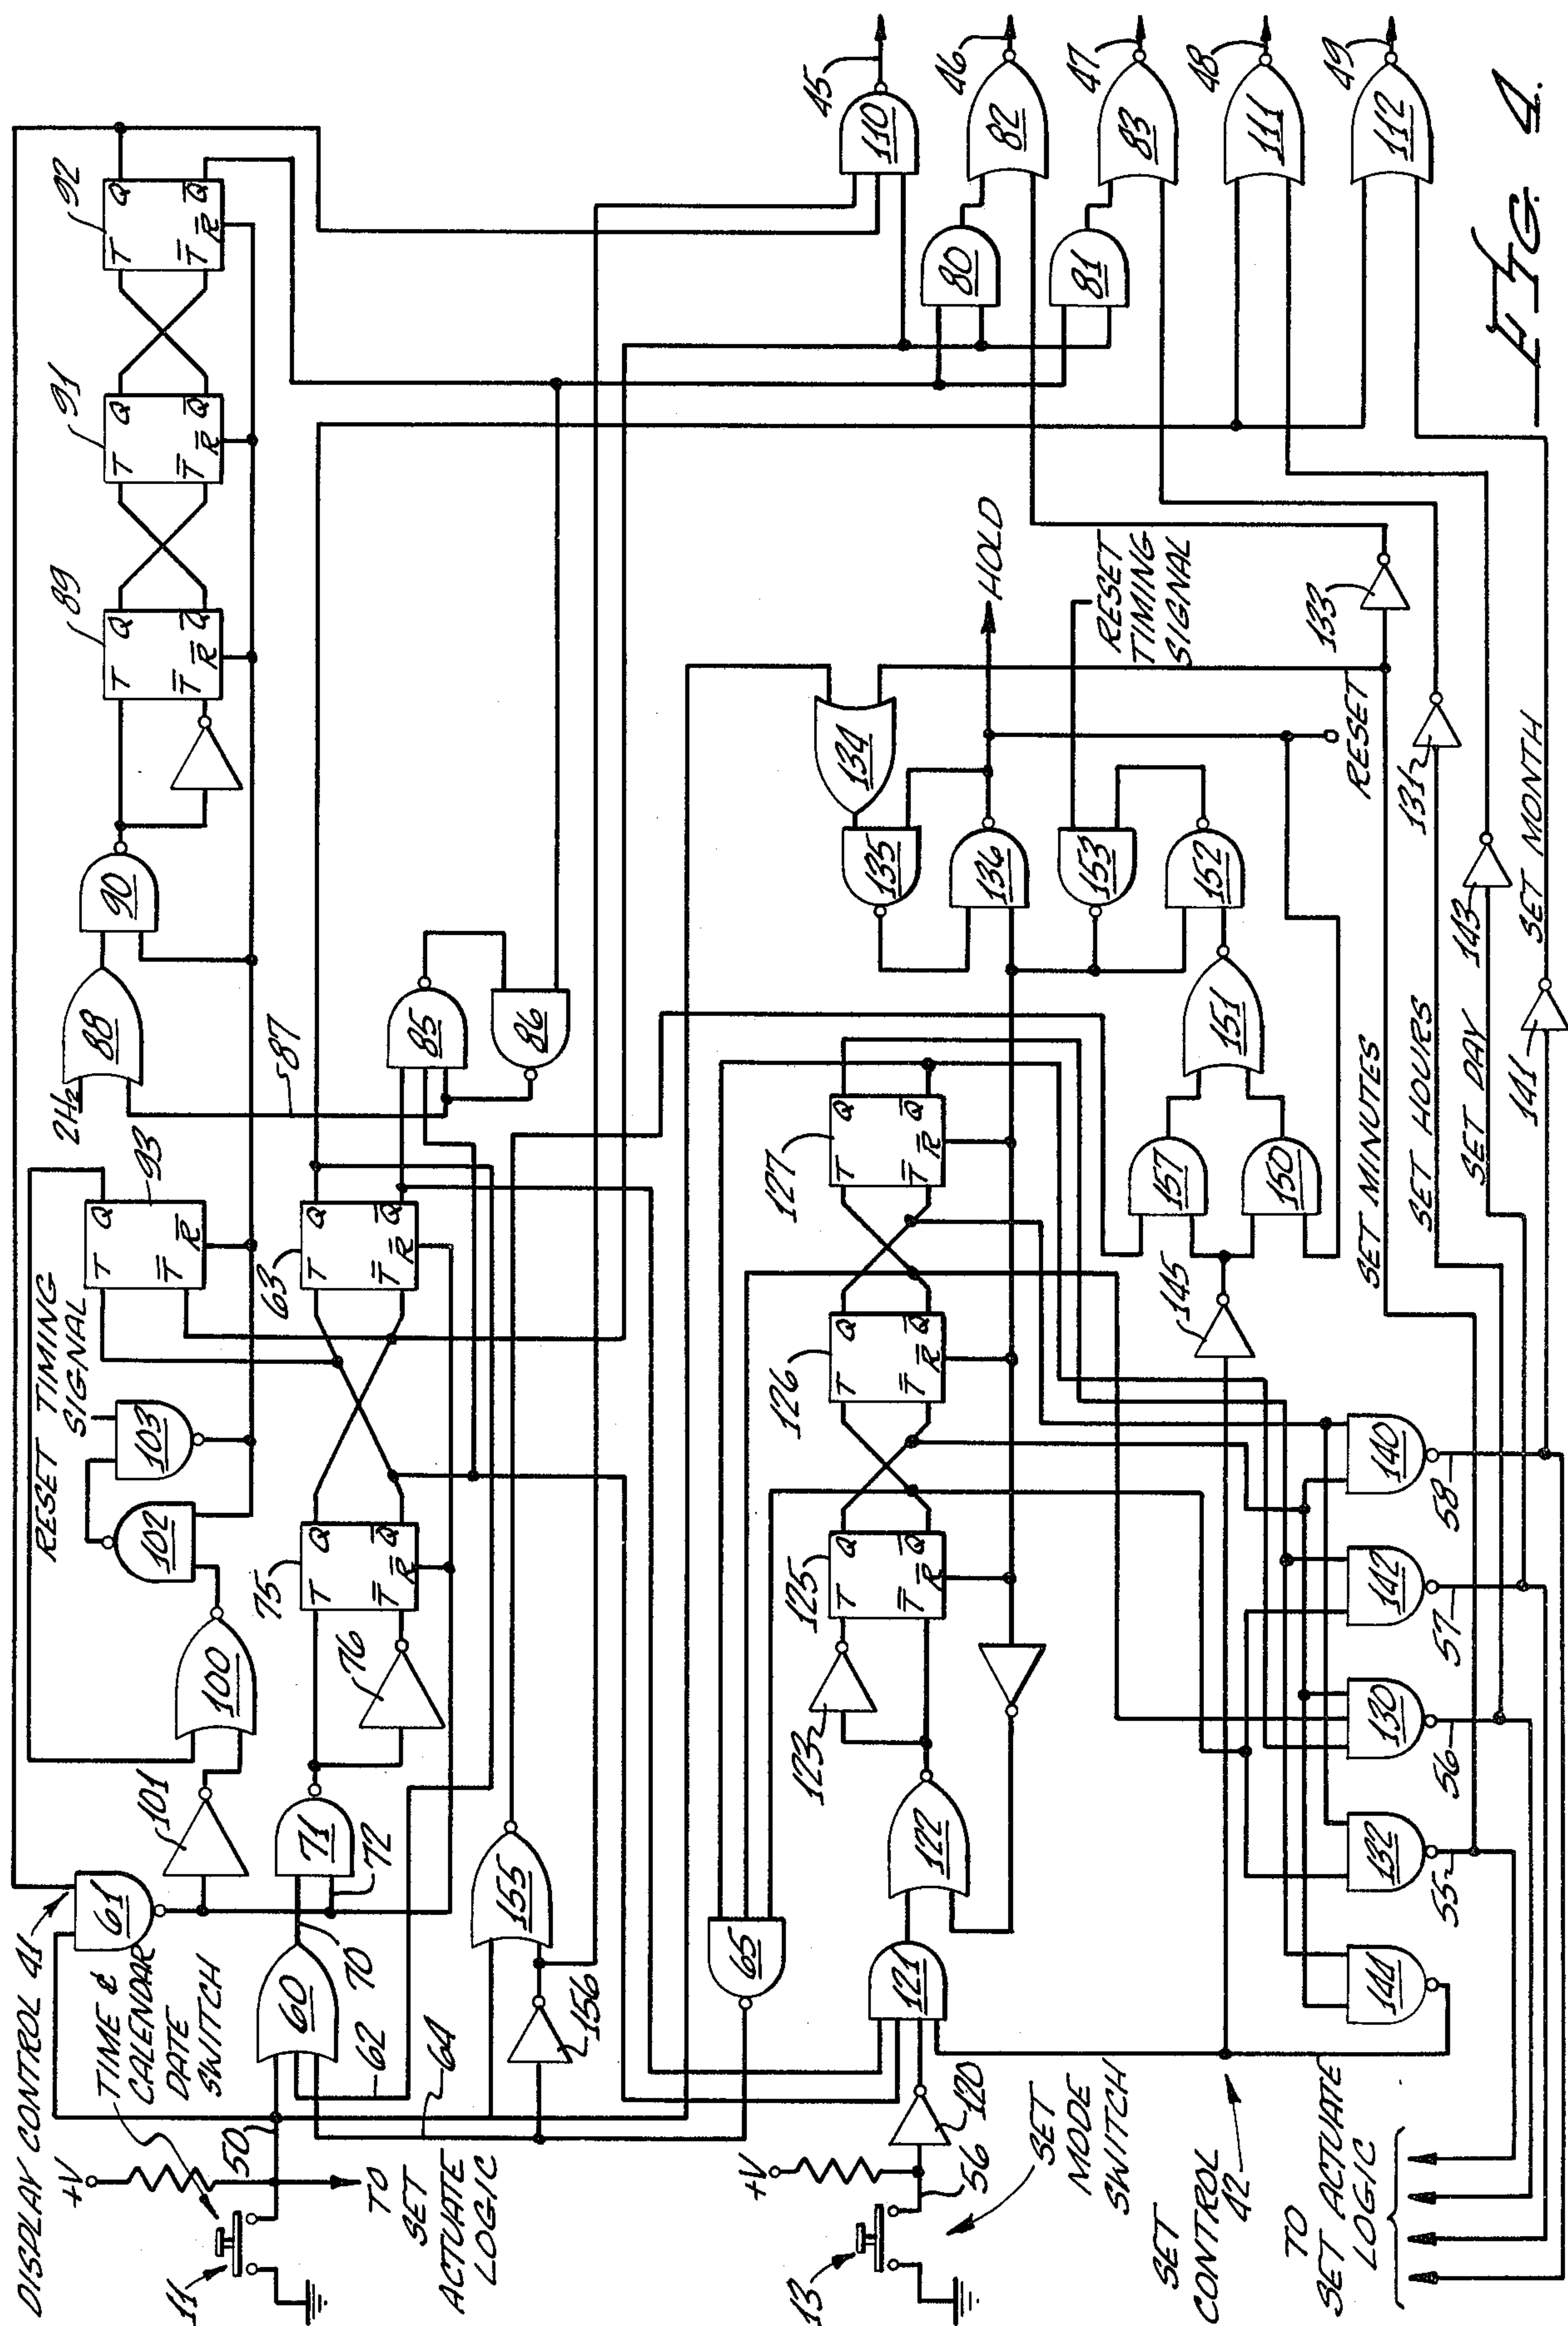 DISPLAY CONTROL 41
TIME &
CALENDAR
DATE
SWITCH
+V
11
50
TO
SET
ACTUATE
LOGIC
61
101
100
102
103
RESET TIMING
SIGNAL
93
T Q
T̅ R̅
2Hz
88
87
90
89
T Q
T̅ R̅ Q̅
91
T Q
T̅ R̅ Q̅
92
T Q
T̅ R̅ Q̅
60
62
64
70
71
72
76
75
T Q
T̅ R̅ Q̅
63
T Q
T̅ R̅ Q̅
85
86
155
156
45
110
80
82
46
81
83
47
111
48
112
49
+V
13
56
SET
MODE
SWITCH
120
121
65
122
123
125
T Q
T̅ R̅ Q̅
126
T Q
T̅ R̅ Q̅
127
T Q
T̅ R̅ Q̅
134
135
136
HOLD
153
152
RESET
TIMING
SIGNAL
151
157
150
145
RESET
133
131
143
141
SET MINUTES
SET HOURS
SET DAY
SET MONTH
SET
CONTROL
42
TO
SET ACTUATE
LOGIC
144
132
130
142
140
55
56
57
58
FIG. 4.